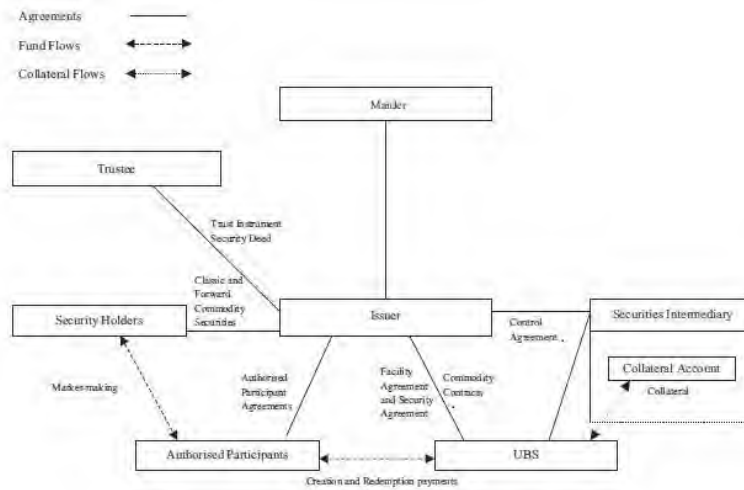 Agreements
Fund Flows
Collateral Flows
Mander
Trustee
Trust Instrument
Security Deed
Classic and
Forward
Commodity
Securities
Security Holders
Issuer
Control
Agreement
Securities Intermediary
Collateral Account
Collateral
Market-making
Authorised
Participant
Agreements
Facility
Agreement
and Security
Agreement
Commodity
Contracts
Authorised Participants
UBS
Creation and Redemption payments